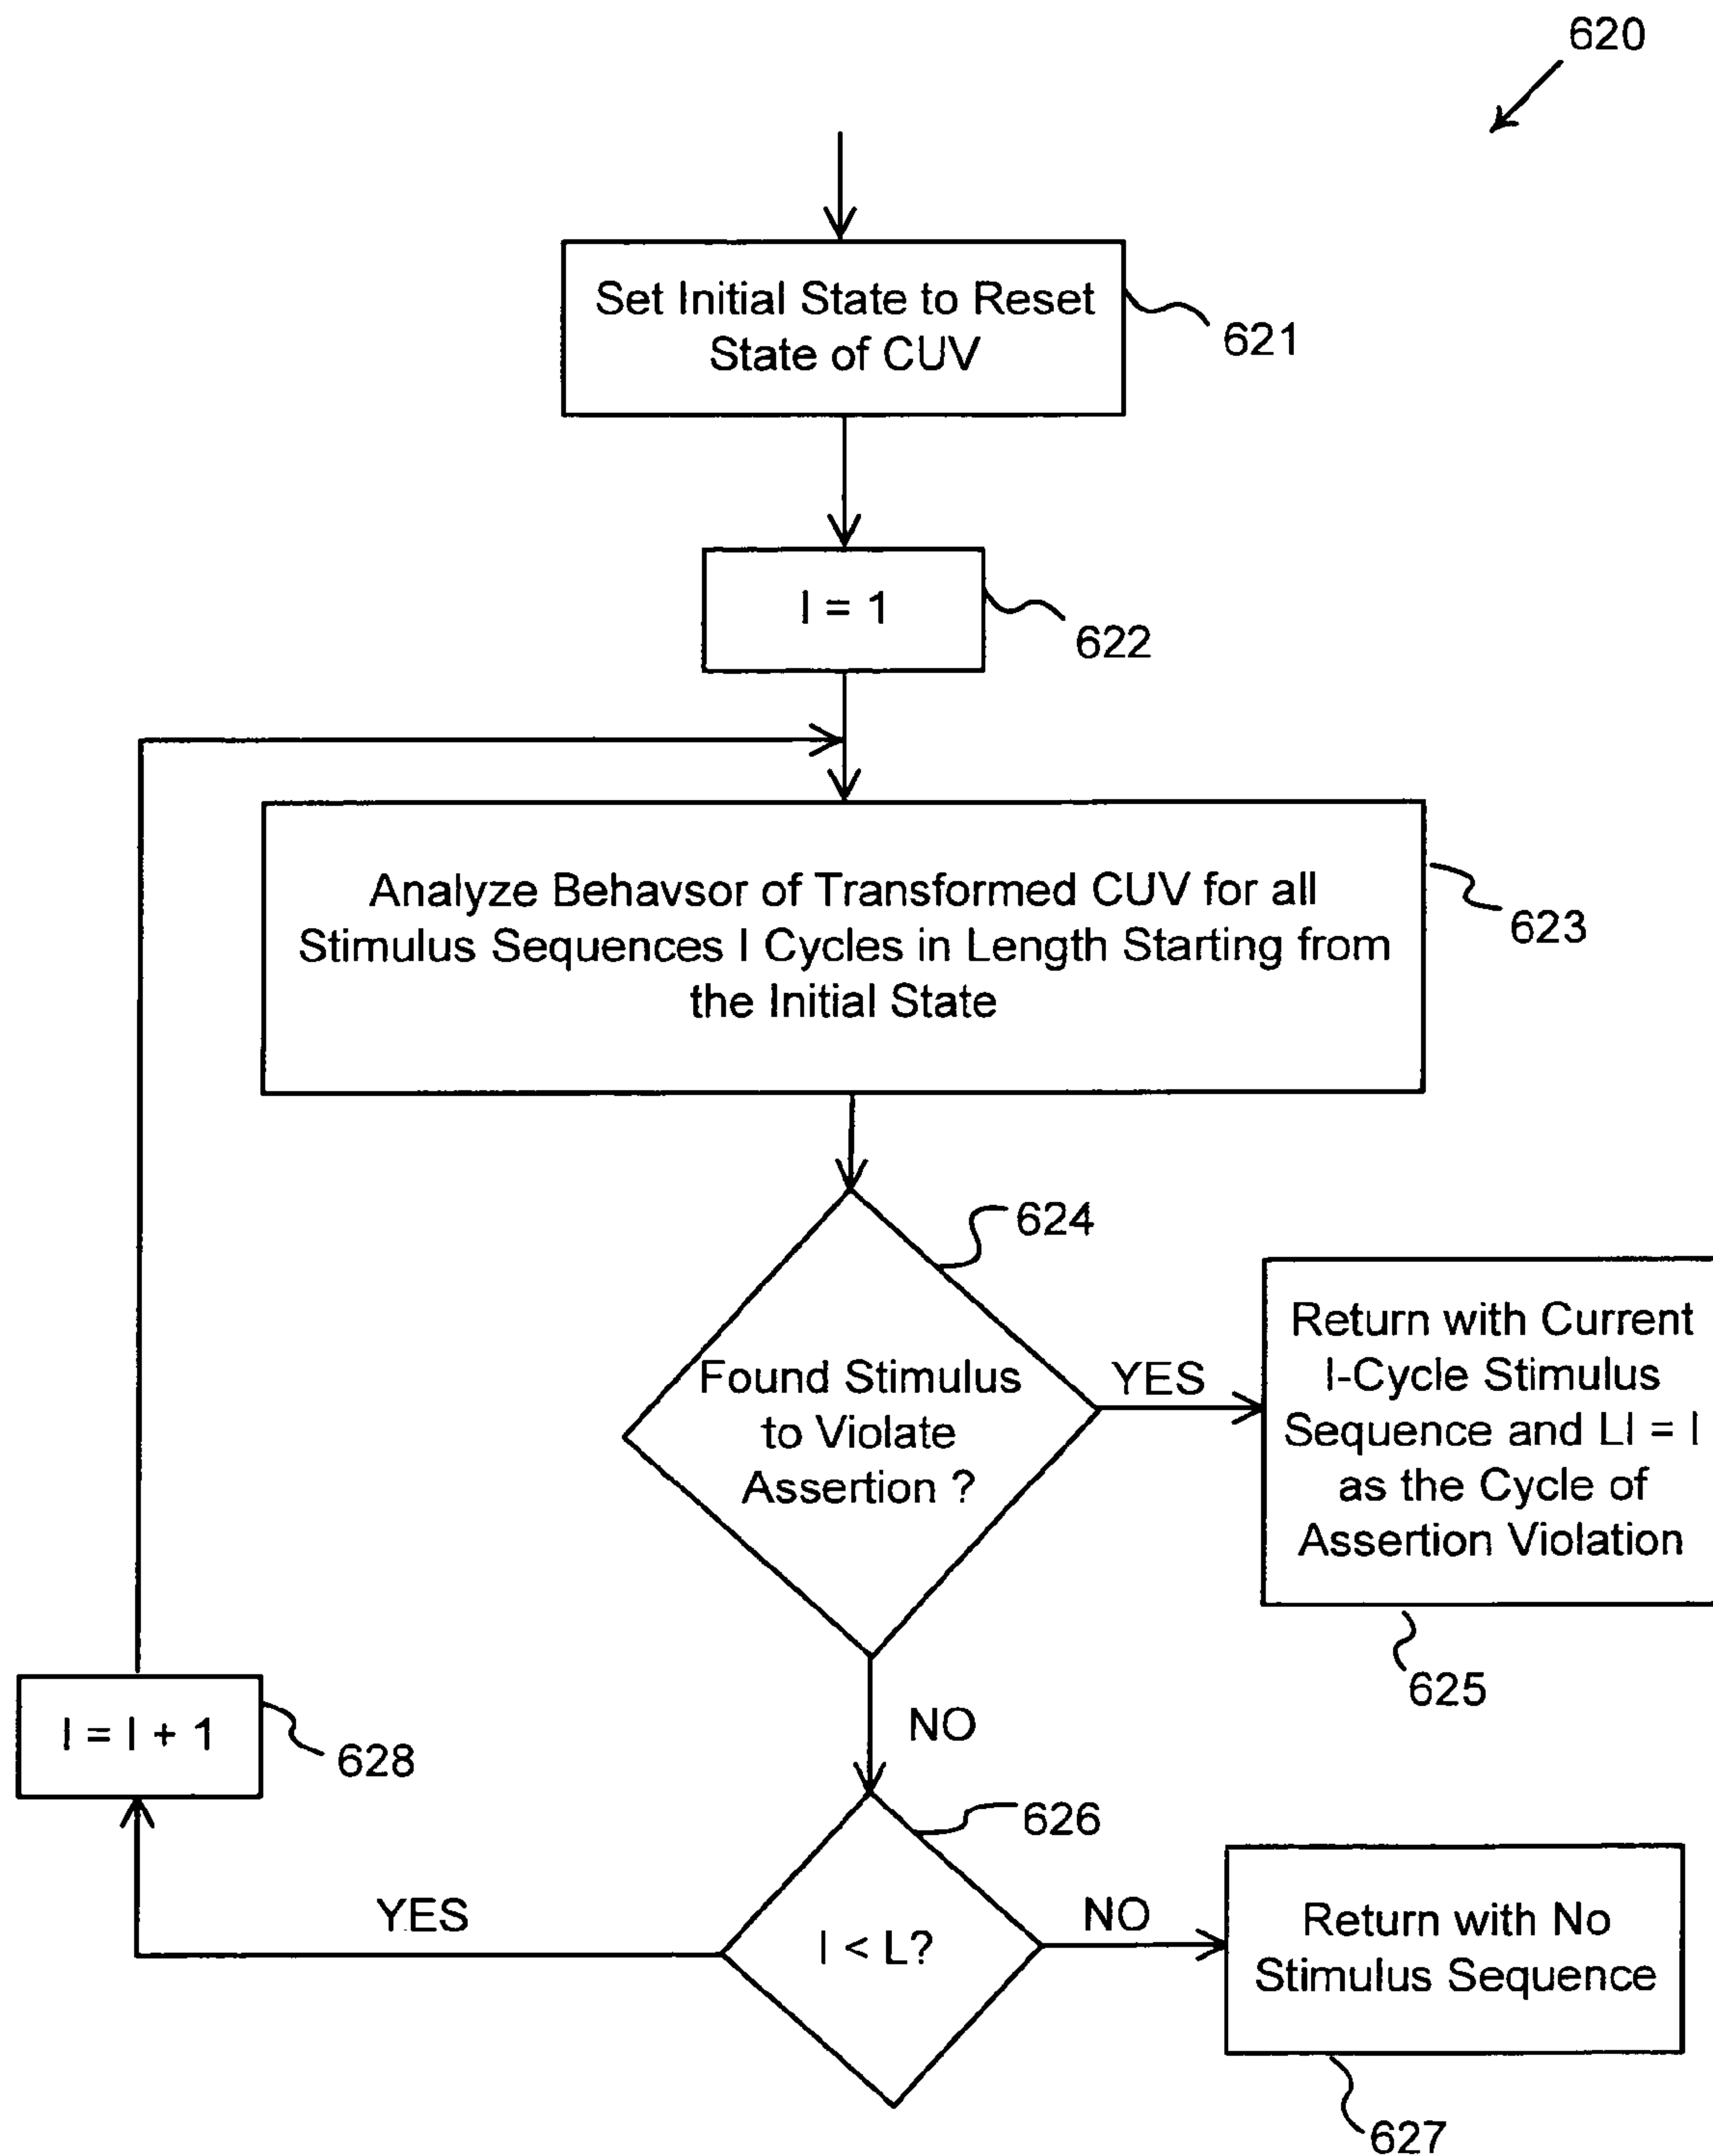 620
Set Initial State to Reset
State of CUV
621
I = 1
622
Analyze Behavsor of Transformed CUV for all
Stimulus Sequences I Cycles in Length Starting from
the Initial State
623
624
Found Stimulus
to Violate
Assertion ?
YES
Return with Current
I-Cycle Stimulus
Sequence and LI = I
as the Cycle of
Assertion Violation
625
NO
I = I + 1
628
626
I < L?
YES
NO
Return with No
Stimulus Sequence
627